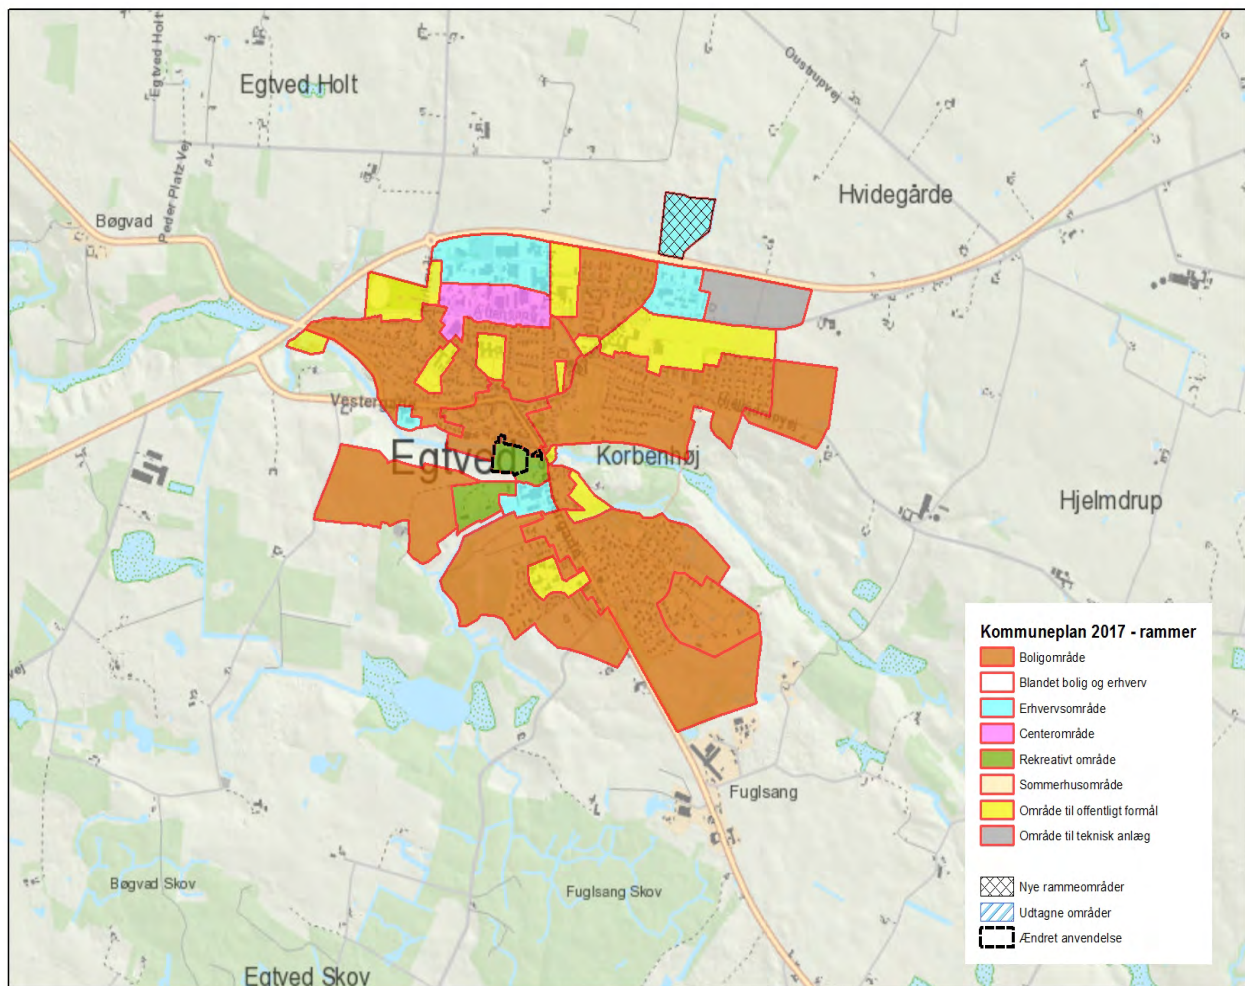 Egtved Holt
Egtved Holt
Oustrupvej
Peder Platz Vej
Hvidegårde
Bøgvad
Egtved
Korbenhøj
Hjelmdrup
Fuglsang
Bøgvad Skov
Fuglsang Skov
Egtved Skov
Kommuneplan 2017 - rammer
Boligområde
Blandet bolig og erhverv
Erhvervsområde
Centerområde
Rekreativt område
Sommerhusområde
Område til offentligt formål
Område til teknisk anlæg
Nye rammeområder
Udtagne områder
Ændret anvendelse